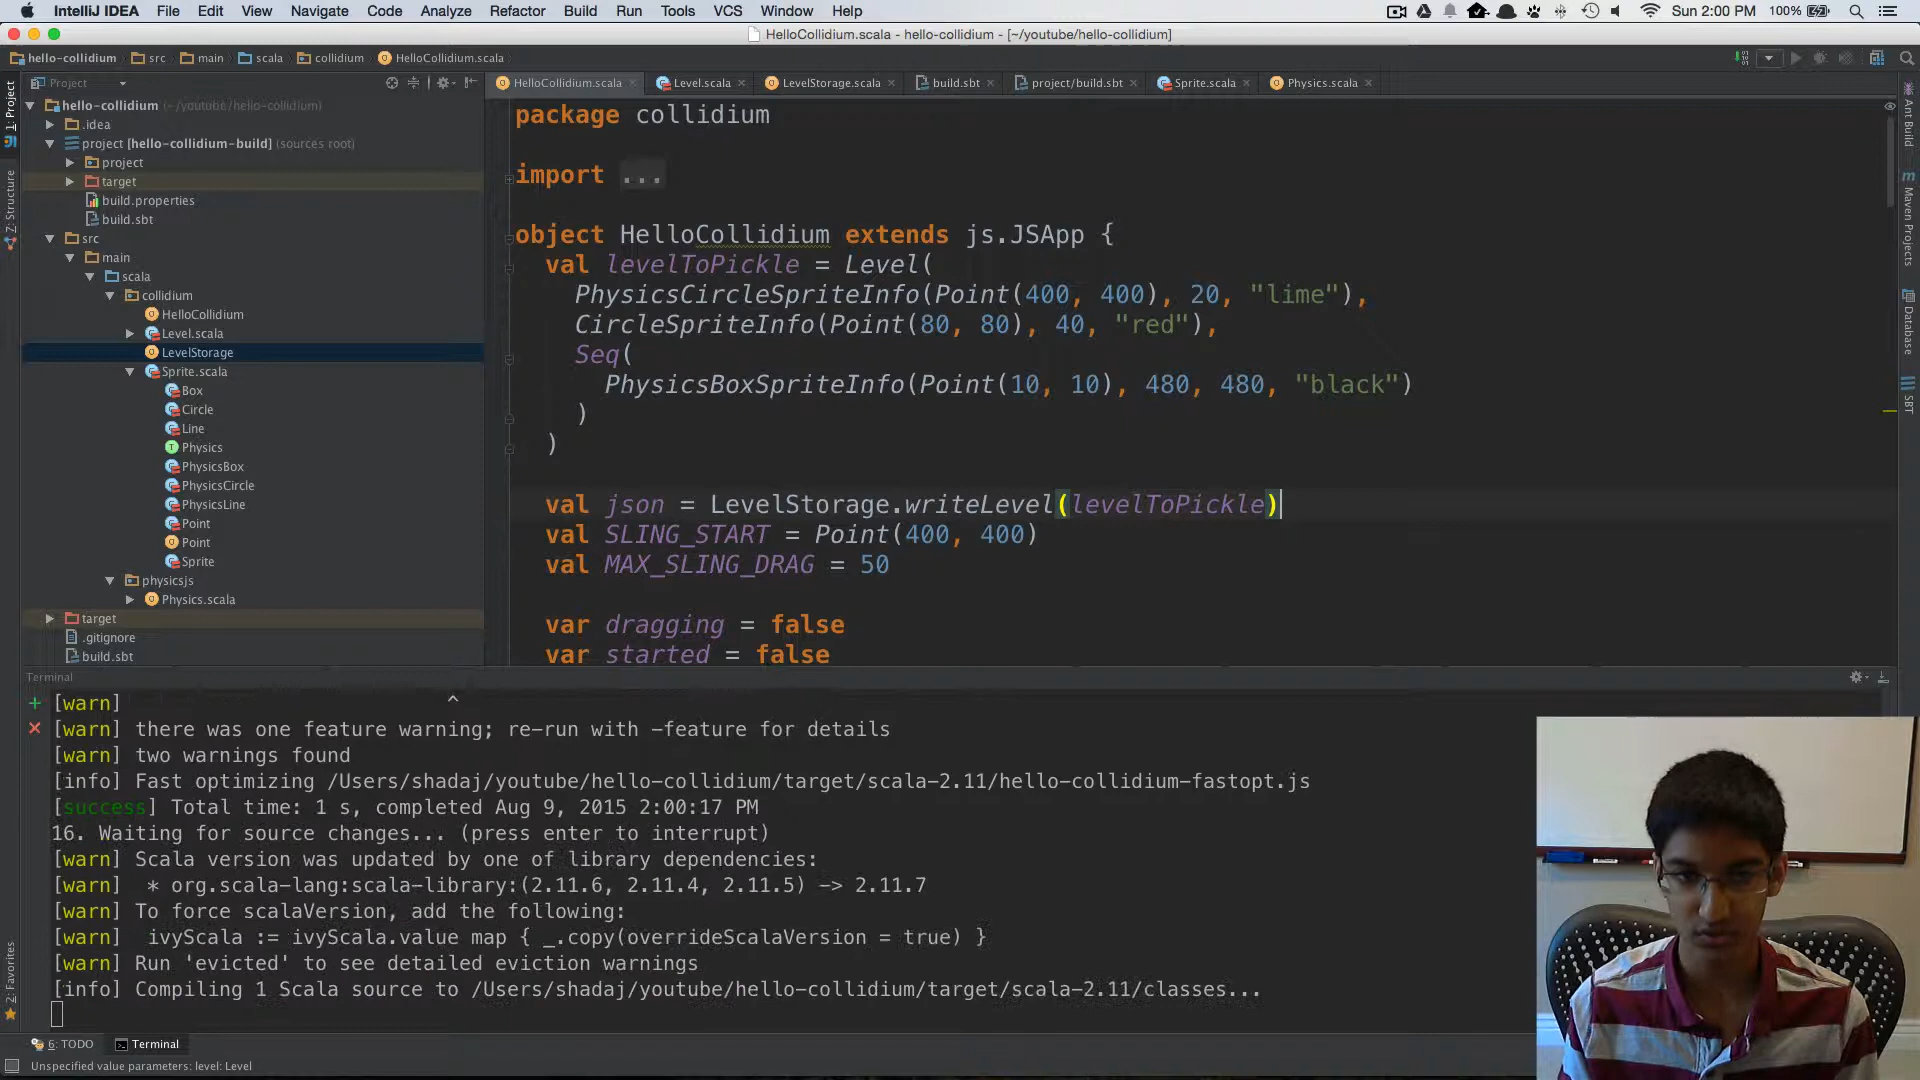 IntelliJ IDEA File Edit View Navigate Code Analyze Refactor Build Run Tools VCS Window Help 100% Sun 2:00 PM
HelloCollidium.scala - hello-collidium - [~/youtube/hello-collidium]
hello-collidium src main scala collidium HelloCollidium.scala
Project
HelloCollidium.scala Level.scala LevelStorage.scala build.sbt project/build.sbt Sprite.scala Physics.scala
hello-collidium (~/youtube/hello-collidium)
.idea
project [hello-collidium-build] (sources root)
project
target
build.properties
build.sbt
src
main
scala
collidium
HelloCollidium
Level.scala
LevelStorage
Sprite.scala
Box
Circle
Line
Physics
PhysicsBox
PhysicsCircle
PhysicsLine
Point
Point
Sprite
physicsjs
Physics.scala
target
.gitignore
build.sbt
1: Project
Z: Structure
2: Favorites
package collidium
import ...
object HelloCollidium extends js.JSApp {
val levelToPickle = Level(
PhysicsCircleSpriteInfo(Point(400, 400), 20, "lime"),
CircleSpriteInfo(Point(80, 80), 40, "red"),
Seq(
PhysicsBoxSpriteInfo(Point(10, 10), 480, 480, "black")
)
)
val json = LevelStorage.writeLevel(levelToPickle)
val SLING_START = Point(400, 400)
val MAX_SLING_DRAG = 50
var dragging = false
var started = false
Ant Build
Maven Projects
Database
SBT
Terminal
[warn] ^
[warn] there was one feature warning; re-run with -feature for details
[warn] two warnings found
[info] Fast optimizing /Users/shadaj/youtube/hello-collidium/target/scala-2.11/hello-collidium-fastopt.js
[success] Total time: 1 s, completed Aug 9, 2015 2:00:17 PM
16. Waiting for source changes... (press enter to interrupt)
[warn] Scala version was updated by one of library dependencies:
[warn] * org.scala-lang:scala-library:(2.11.6, 2.11.4, 2.11.5) -> 2.11.7
[warn] To force scalaVersion, add the following:
[warn] ivyScala := ivyScala.value map { _.copy(overrideScalaVersion = true) }
[warn] Run 'evicted' to see detailed eviction warnings
[info] Compiling 1 Scala source to /Users/shadaj/youtube/hello-collidium/target/scala-2.11/classes...
6: TODO Terminal
Unspecified value parameters: level: Level